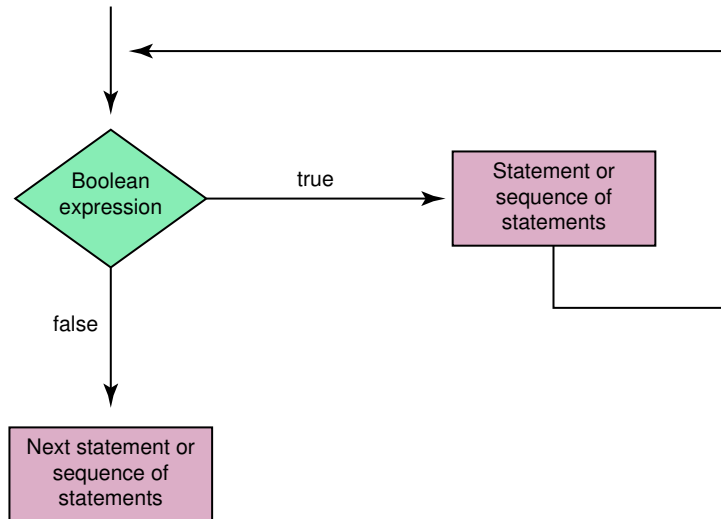 Boolean
expression
true
Statement or
sequence of
statements
false
Next statement or
sequence of
statements